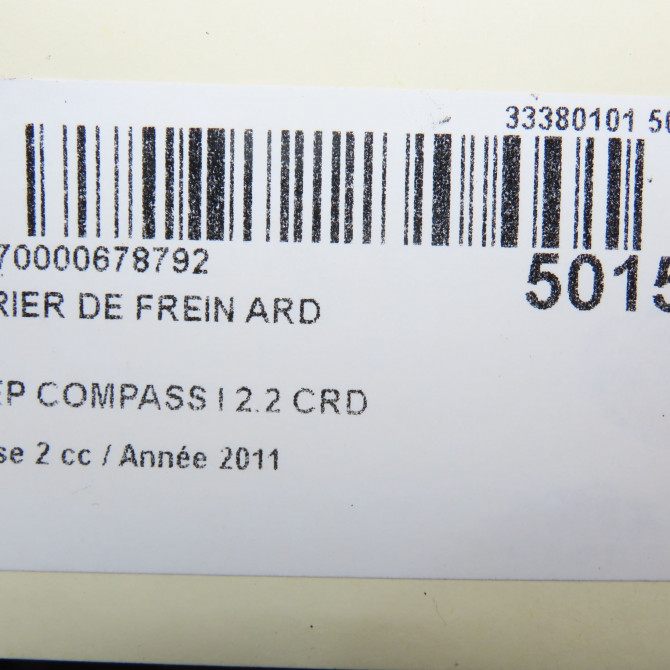 33380101 50
70000678792
5015
RIER DE FREIN ARD
EP COMPASS I 2.2 CRD
se 2 cc / Année 2011